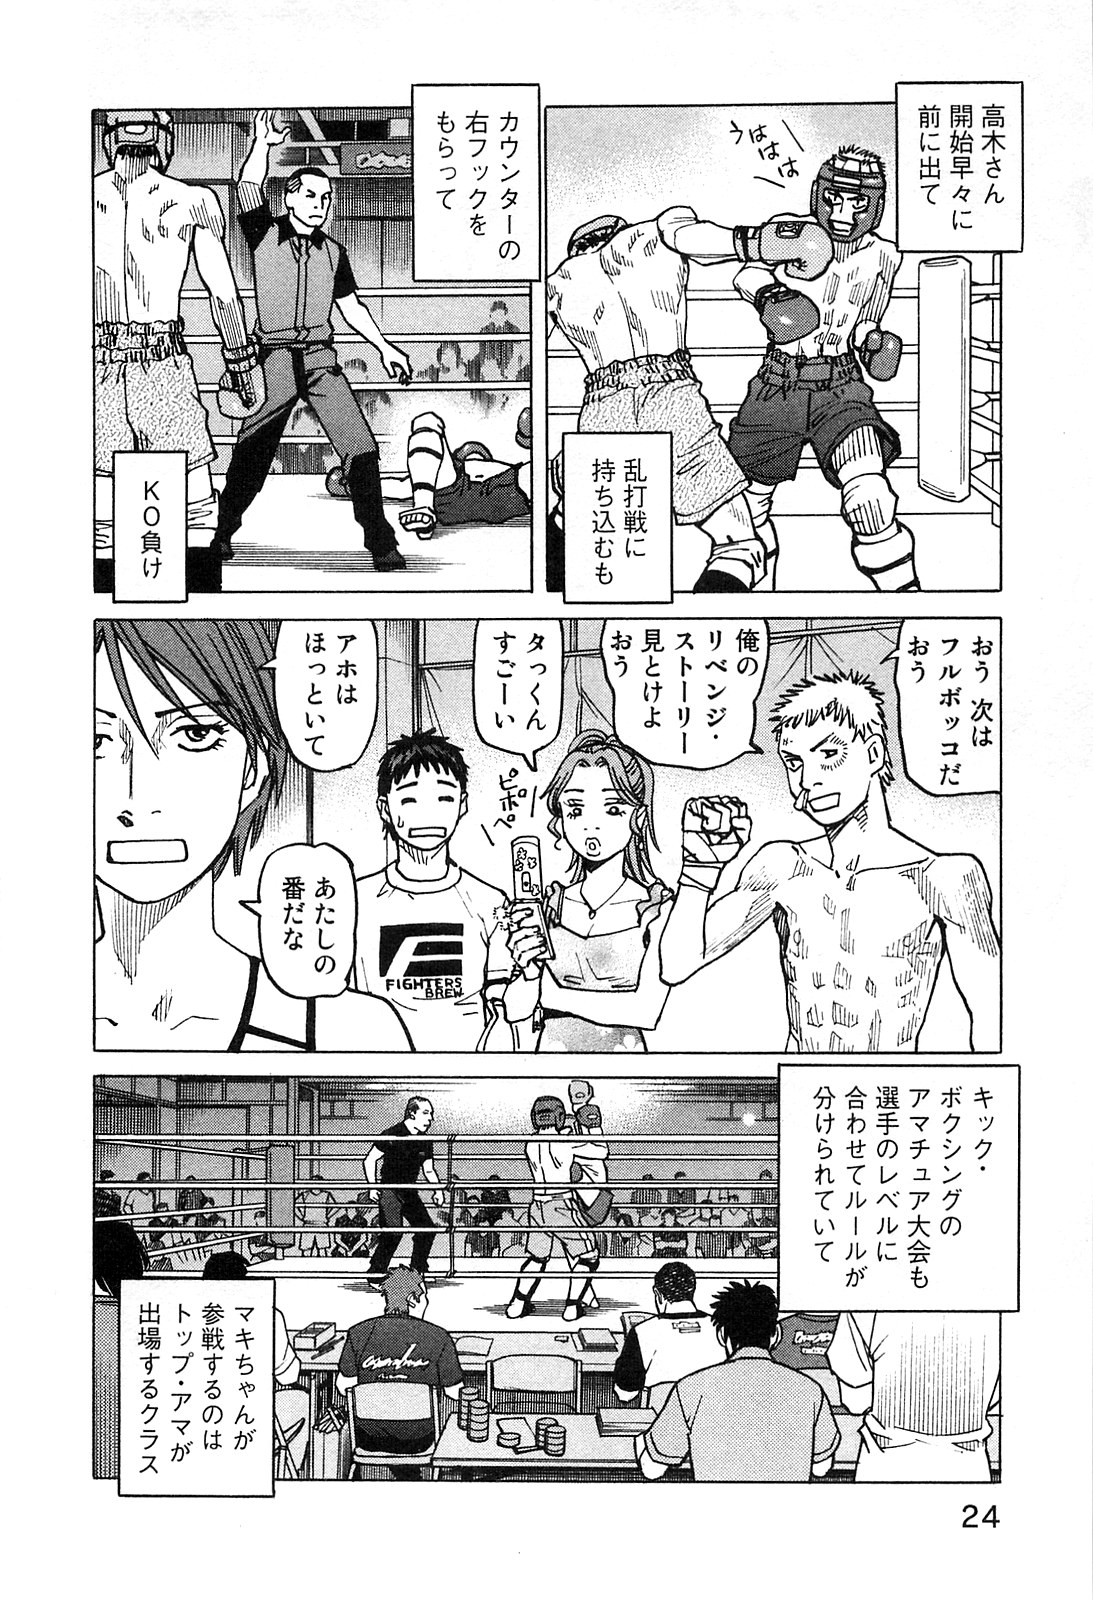 高木さん
開始早々に
前に出て
うははは
乱打戦に
持ち込むも
カウンターの
右フックを
もらって
KO負け
おう 次は
フルボッコだ
おう
俺の
リベンジ・
ストーリー
見とけよ
おう
タっくん
すごーい
ピポペ
アホは
ほっといて
あたしの
番だな
FIGHTERS
BREW
キック・
ボクシングの
アマチュア大会も
選手のレベルに
合わせてルールが
分けられていて
マキちゃんが
参戦するのは
トップ・アマが
出場するクラス
24